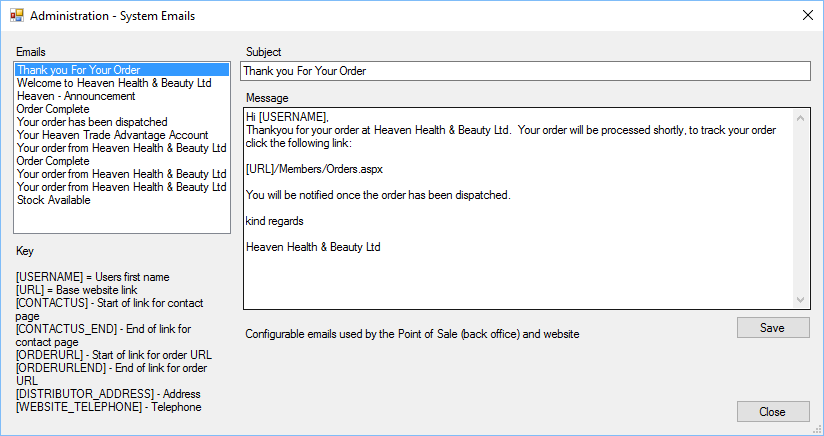 Administration - System Emails
Emails
Thank you For Your Order
Welcome to Heaven Health & Beauty Ltd
Heaven - Announcement
Order Complete
Your order has been dispatched
Your Heaven Trade Advantage Account
Your order from Heaven Health & Beauty Ltd
Order Complete
Your order from Heaven Health & Beauty Ltd
Your order from Heaven Health & Beauty Ltd
Stock Available
Key
[USERNAME] = Users first name
[URL] = Base website link
[CONTACTUS] - Start of link for contact
page
[CONTACTUS_END] - End of link for
contact page
[ORDERURL] - Start of link for order URL
[ORDERURLEND] - End of link for order
URL
[DISTRIBUTOR_ADDRESS] - Address
[WEBSITE_TELEPHONE] - Telephone
Subject
Thank you For Your Order
Message
Hi [USERNAME],
Thankyou for your order at Heaven Health & Beauty Ltd.  Your order will be processed shortly, to track your order
click the following link:
[URL]/Members/Orders.aspx
You will be notified once the order has been dispatched.
kind regards
Heaven Health & Beauty Ltd
Configurable emails used by the Point of Sale (back office) and website
Save
Close